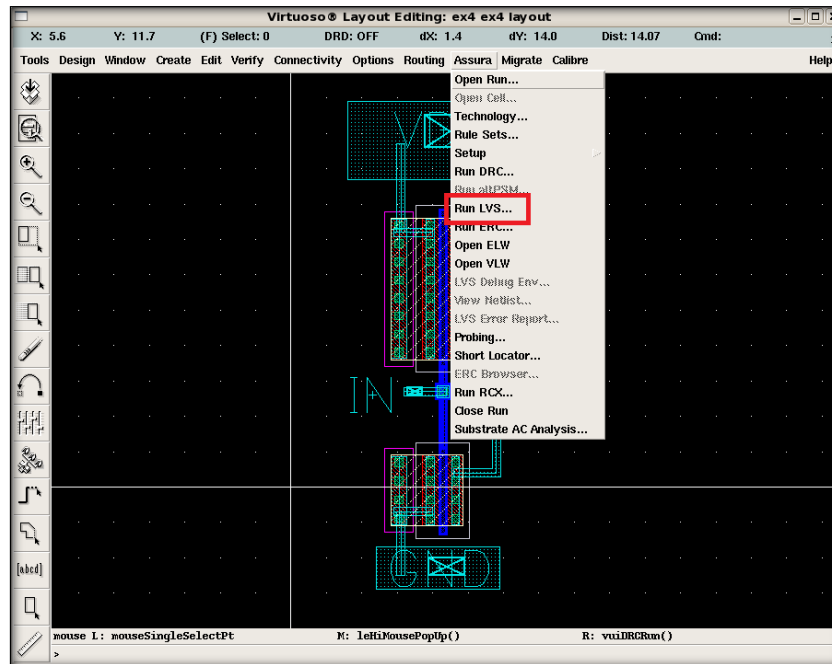 Virtuoso® Layout Editing: ex4 ex4 layout
X: 5.6 Y: 11.7 (F) Select: 0 DRD: OFF dX: 1.4 dY: 14.0 Dist: 14.07 Cmd:
Tools Design Window Create Edit Verify Connectivity Options Routing Assura Migrate Calibre Help
Open Run...
Open Cell...
Technology...
Rule Sets...
Setup
Run DRC...
Run altPSM...
Run LVS...
Run ERC...
Open ELW
Open VLW
LVS Debug Env...
View Netlist...
LVS Error Report...
Probing...
Short Locator...
ERC Browser...
Run RCX...
Close Run
Substrate AC Analysis...
V
IN
GND
[abcd]
mouse L: mouseSingleSelectPt M: leHiMousePopUp() R: vuiDRCRun()
>